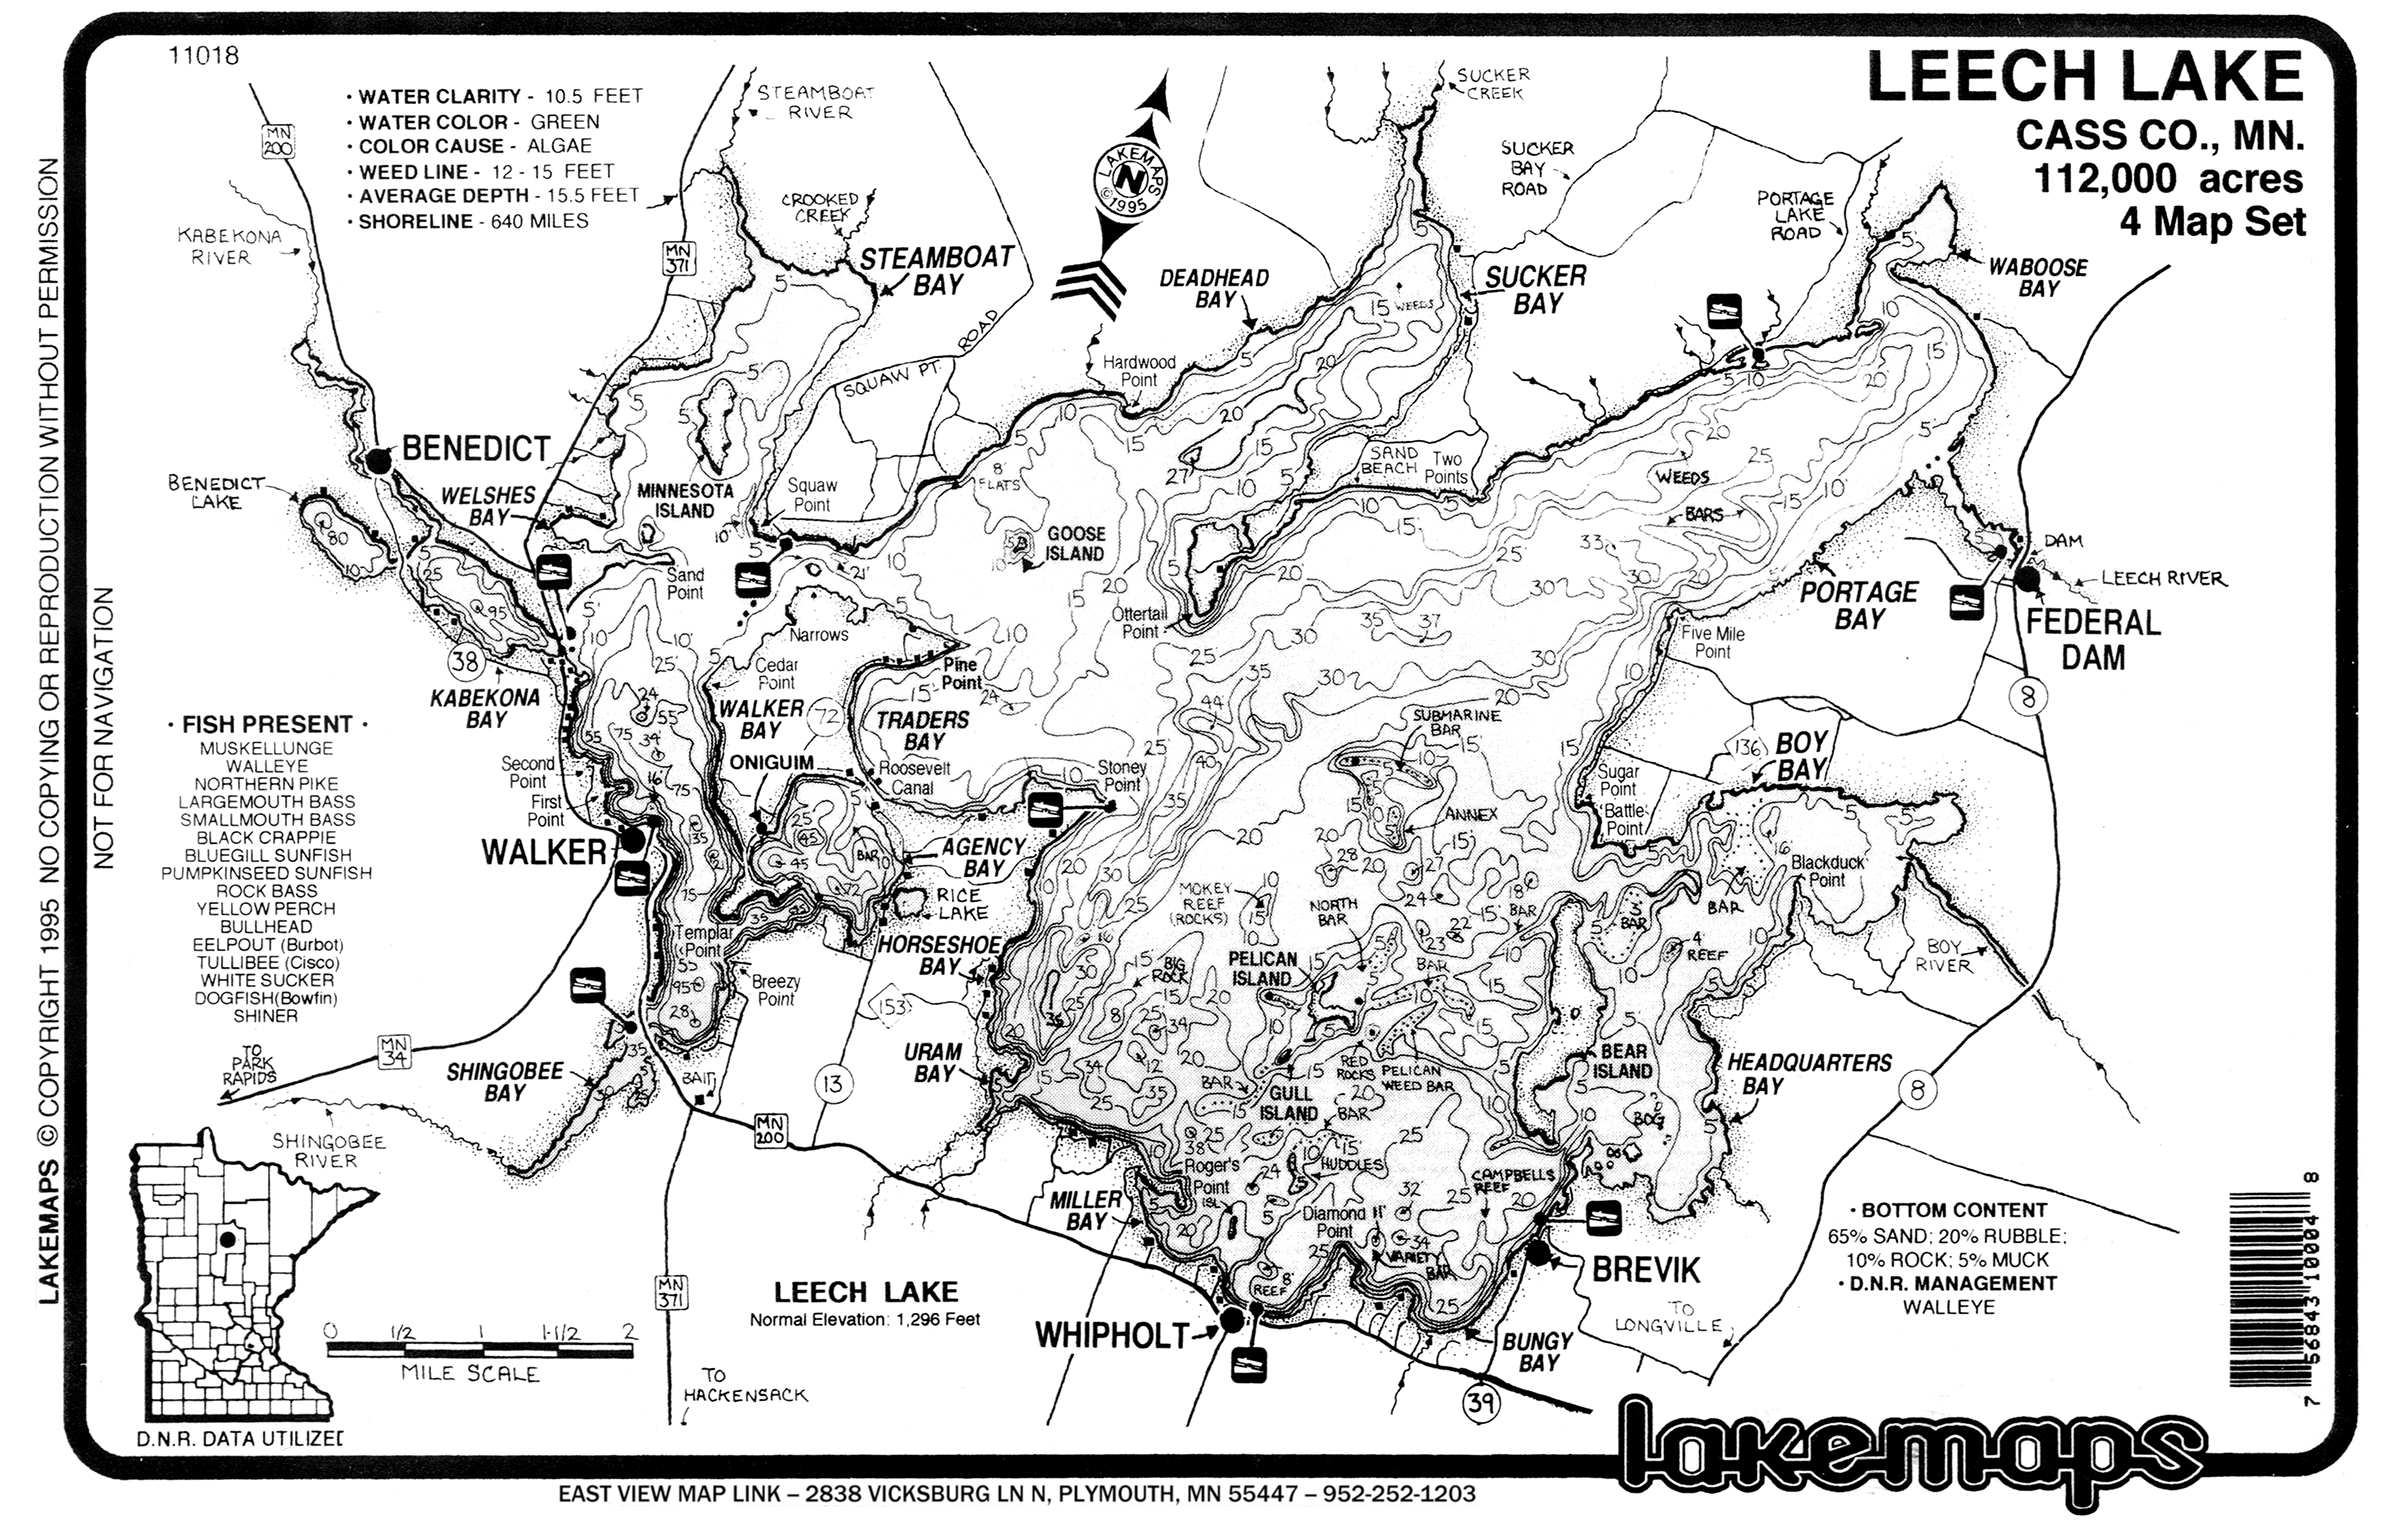 11018
LEECH LAKE
CASS CO., MN.
112,000 acres
4 Map Set
· WATER CLARITY - 10.5 FEET
· WATER COLOR - GREEN
· COLOR CAUSE - ALGAE
· WEED LINE - 12 - 15 FEET
· AVERAGE DEPTH - 15.5 FEET
· SHORELINE - 640 MILES
LAKEMAPS © COPYRIGHT 1995 NO COPYING OR REPRODUCTION WITHOUT PERMISSION
NOT FOR NAVIGATION
MN
200
KABEKONA
RIVER
STEAMBOAT
RIVER
CROOKED
CREEK
MN
371
STEAMBOAT
BAY
LAKEMAPS
N
©1995
SUCKER
CREEK
SUCKER
BAY
ROAD
PORTAGE
LAKE
ROAD
DEADHEAD
BAY
SUCKER
BAY
WABOOSE
BAY
Hardwood
Point
SQUAW PT. ROAD
BENEDICT
BENEDICT
LAKE
WELSHES
BAY
MINNESOTA
ISLAND
Squaw
Point
8'
FLATS
GOOSE
ISLAND
SAND
BEACH
Two
Points
WEEDS
WEEDS
BARS
DAM
LEECH RIVER
FEDERAL
DAM
PORTAGE
BAY
Five Mile
Point
Ottertail
Point
Sand
Point
Narrows
Cedar
Point
Pine
Point
38
KABEKONA
BAY
WALKER
BAY
72
TRADERS
BAY
ONIGUIM
Roosevelt
Canal
Stoney
Point
Second
Point
First
Point
WALKER
AGENCY
BAY
BAR
RICE
LAKE
SUBMARINE
BAR
ANNEX
Sugar
Point
Battle
Point
136
BOY
BAY
8
Blackduck
Point
BAR
BAR
BAR
4
REEF
BOY
RIVER
· FISH PRESENT ·
MUSKELLUNGE
WALLEYE
NORTHERN PIKE
LARGEMOUTH BASS
SMALLMOUTH BASS
BLACK CRAPPIE
BLUEGILL SUNFISH
PUMPKINSEED SUNFISH
ROCK BASS
YELLOW PERCH
BULLHEAD
EELPOUT (Burbot)
TULLIBEE (Cisco)
WHITE SUCKER
DOGFISH(Bowfin)
SHINER
Templar
Point
Breezy
Point
HORSESHOE
BAY
153
MOKEY
REEF
(ROCKS)
NORTH
BAR
BIG
ROCK
PELICAN
ISLAND
BAR
RED
ROCKS
PELICAN
WEED BAR
GULL
ISLAND
BAR
BAR
URAM
BAY
BEAR
ISLAND
HEADQUARTERS
BAY
BOG
TO
PARK
RAPIDS
MN
34
SHINGOBEE
BAY
SHINGOBEE
RIVER
BAIT
13
MN
200
MN
371
TO
HACKENSACK
MILLER
BAY
Roger's
Point
ISL
HUDDLES
CAMPBELLS
REEF
Diamond
Point
VARIETY
BAR
8'
REEF
WHIPHOLT
BREVIK
BUNGY
BAY
39
8
TO
LONGVILLE
LEECH LAKE
Normal Elevation: 1,296 Feet
0 1/2 1 1-1/2 2
MILE SCALE
D.N.R. DATA UTILIZED
· BOTTOM CONTENT
65% SAND; 20% RUBBLE;
10% ROCK; 5% MUCK
· D.N.R. MANAGEMENT
WALLEYE
7 56843 10004 8
lakemaps
EAST VIEW MAP LINK – 2838 VICKSBURG LN N, PLYMOUTH, MN 55447 – 952-252-1203